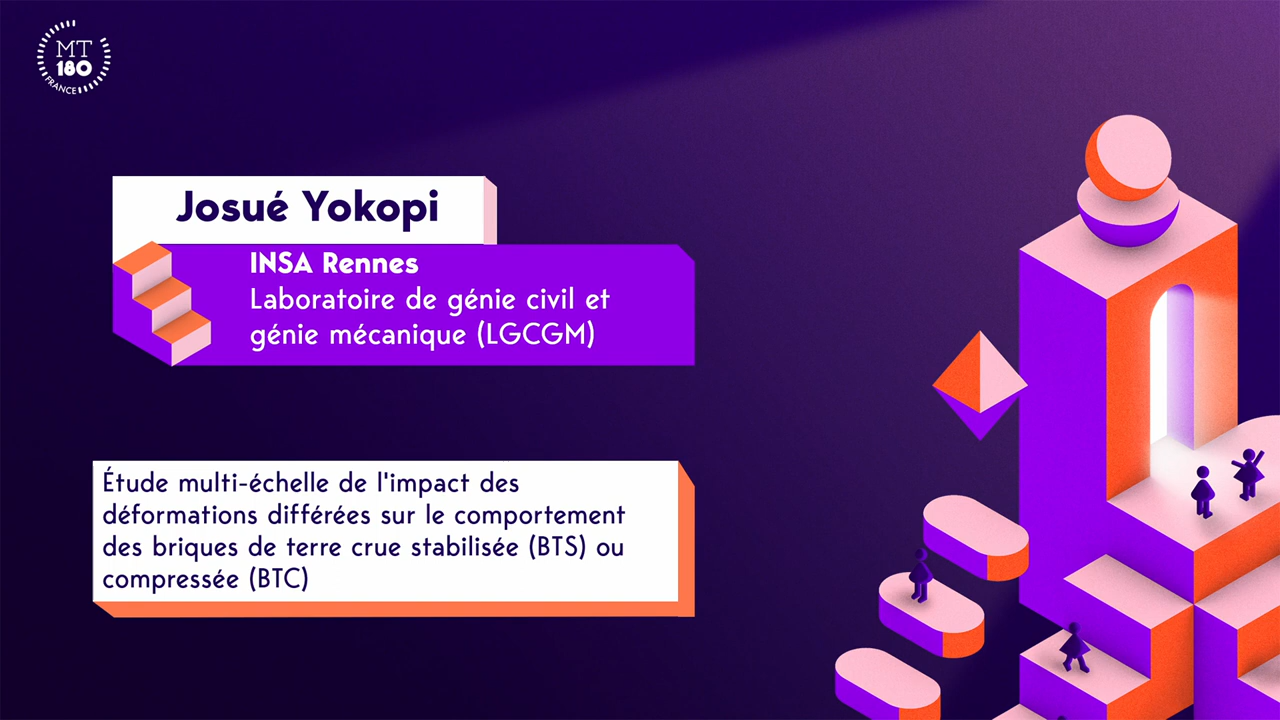 MT
180
FRANCE
Josué Yokopi
INSA Rennes
Laboratoire de génie civil et
génie mécanique (LGCGM)
Étude multi-échelle de l'impact des
déformations différées sur le comportement
des briques de terre crue stabilisée (BTS) ou
compressée (BTC)